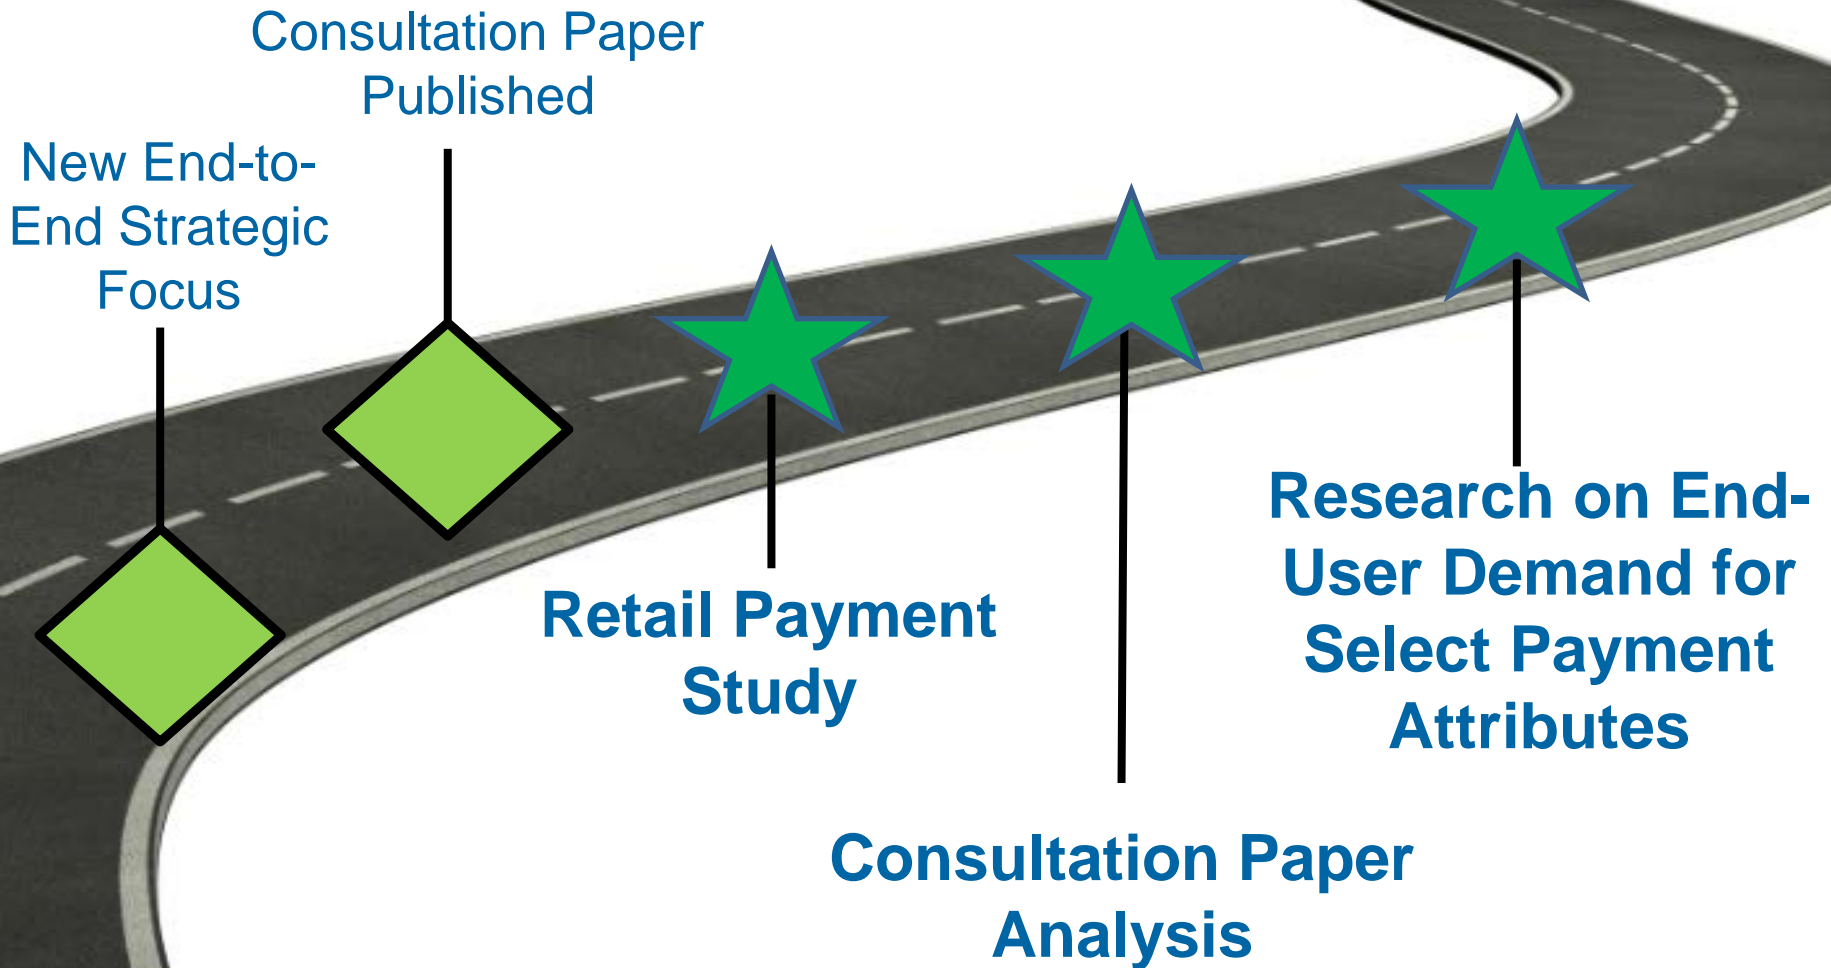 Consultation Paper
Published
New End-to-
End Strategic
Focus
Retail Payment
Study
Research on End-
User Demand for
Select Payment
Attributes
Consultation Paper
Analysis